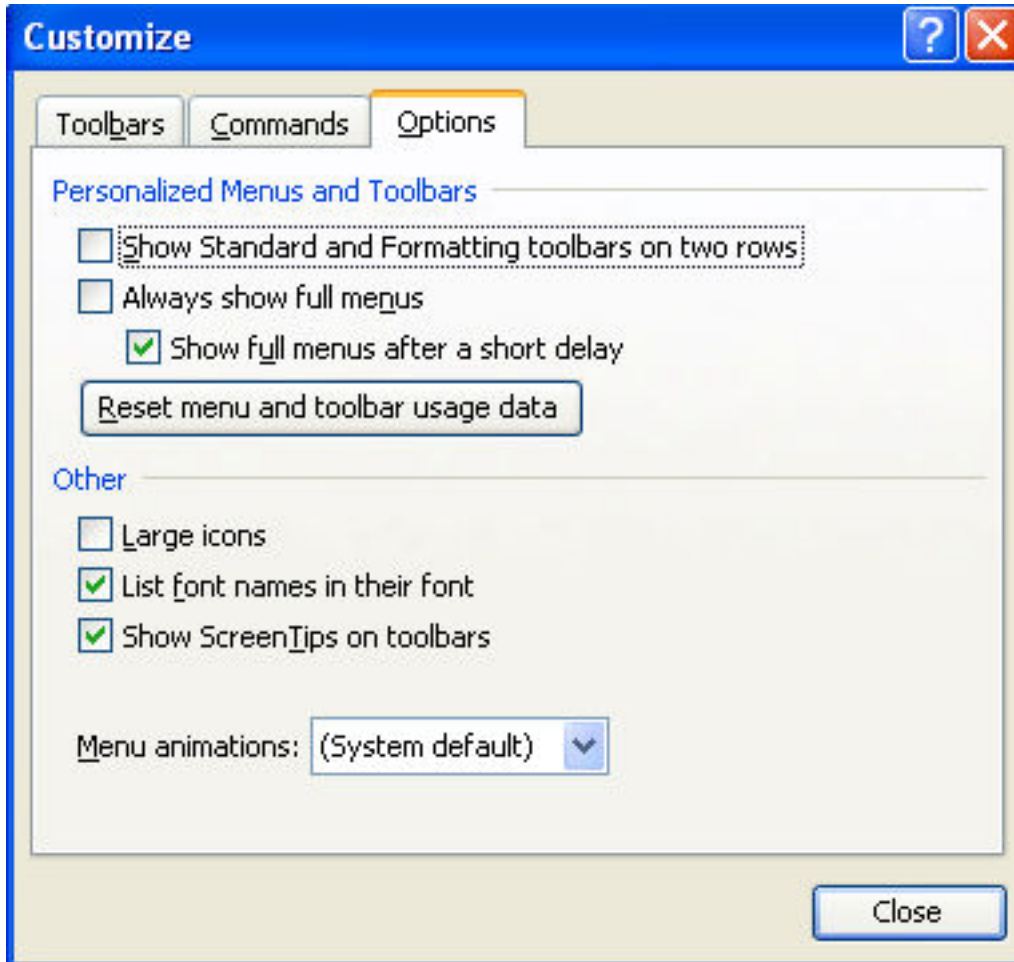 Customize
?
Toolbars Commands Options
Personalized Menus and Toolbars
Show Standard and Formatting toolbars on two rows
Always show full menus
Show full menus after a short delay
Reset menu and toolbar usage data
Other
Large icons
List font names in their font
Show ScreenTips on toolbars
Menu animations: (System default)
Close